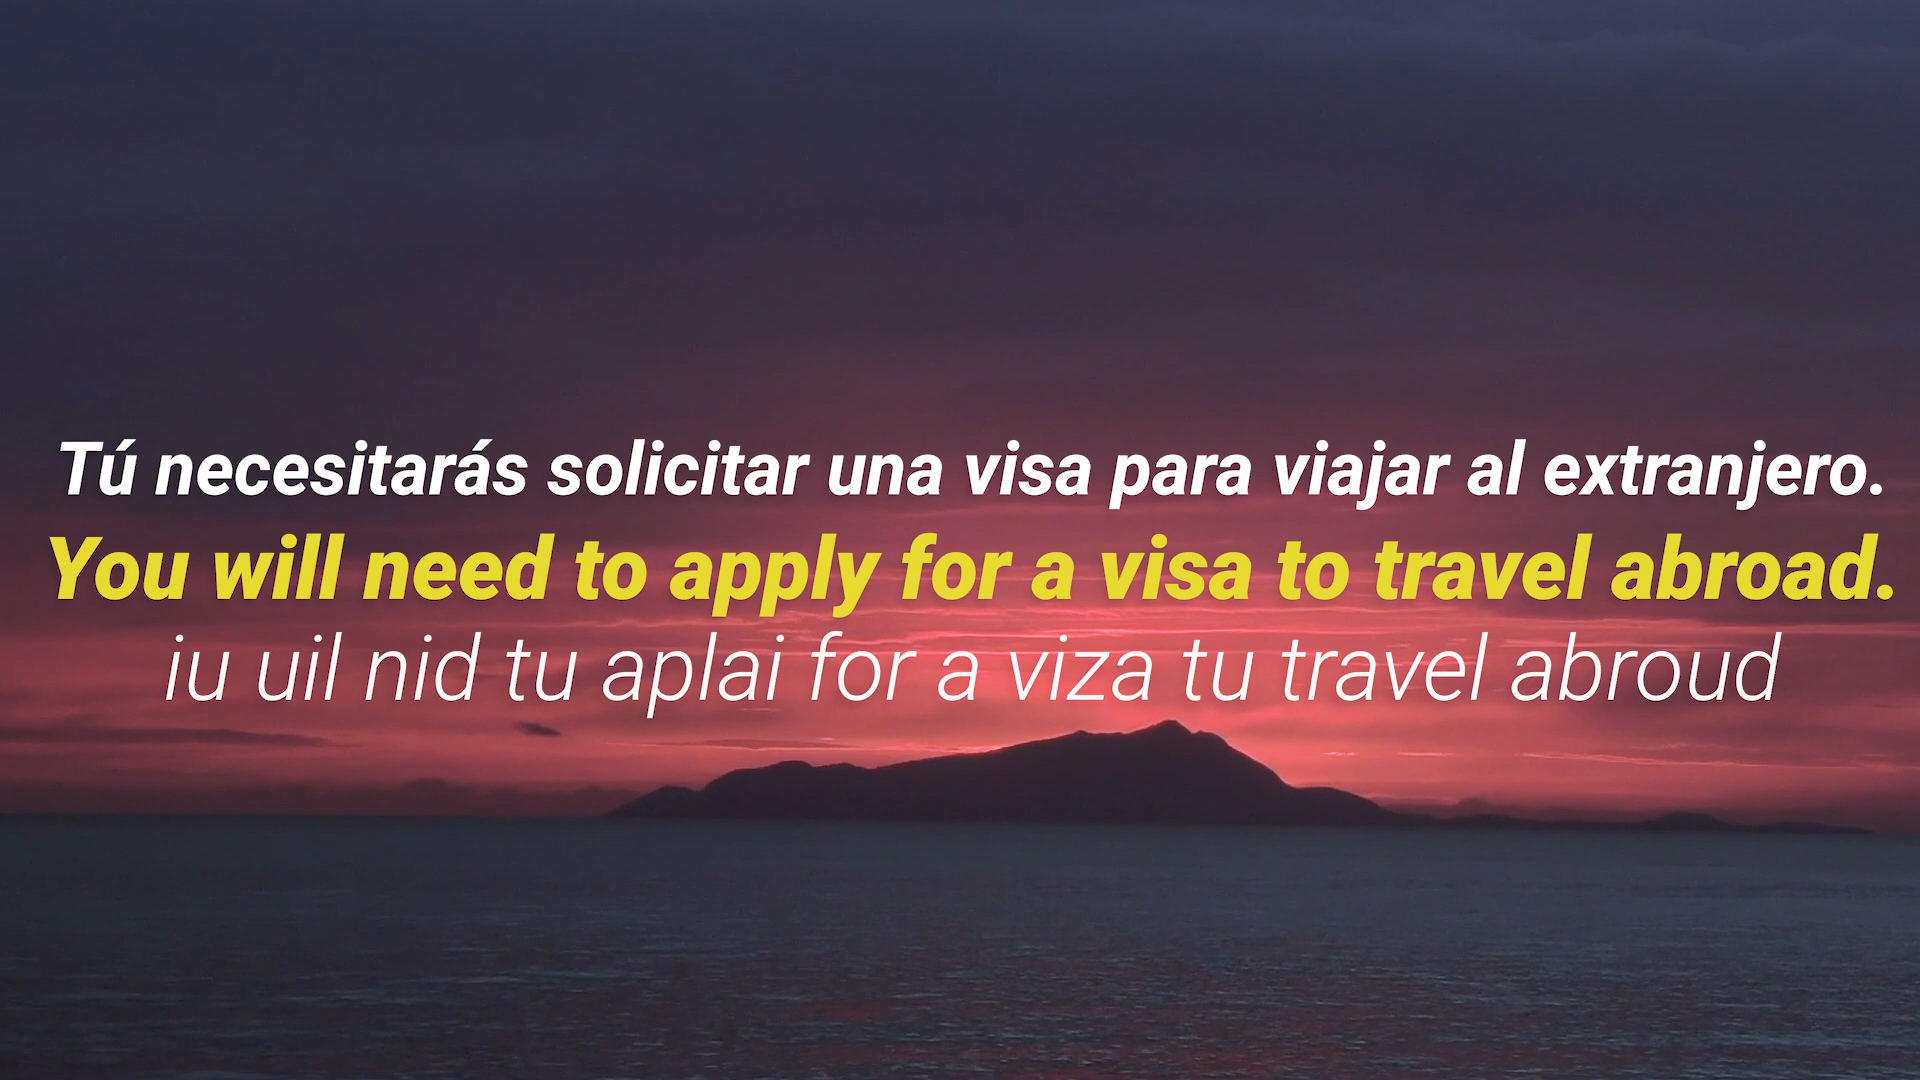 Tú necesitarás solicitar una visa para viajar al extranjero.
You will need to apply for a visa to travel abroad.
iu uil nid tu aplai for a viza tu travel abroud